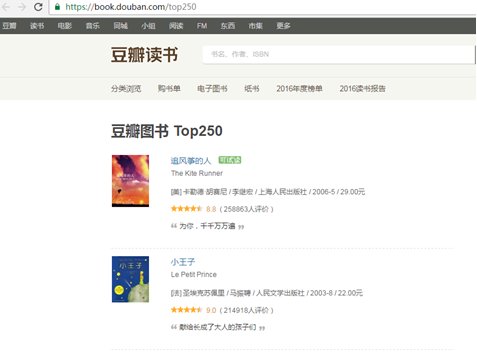 https://book.douban.com/top250
豆瓣 读书 电影 音乐 同城 小组 阅读 FM 东西 市集 更多
豆瓣读书
书名、作者、ISBN
分类浏览 购书单 电子图书 纸书 2016年度榜单 2016读书报告
豆瓣图书 Top250
追风筝的人 可试读
The Kite Runner
[美] 卡勒德·胡赛尼 / 李继宏 / 上海人民出版社 / 2006-5 / 29.00元
8.8 ( 258863人评价 )
“ 为你，千千万万遍 ”
小王子
Le Petit Prince
[法] 圣埃克苏佩里 / 马振骋 / 人民文学出版社 / 2003-8 / 22.00元
9.0 ( 214918人评价 )
“ 献给长成了大人的孩子们 ”
小王子